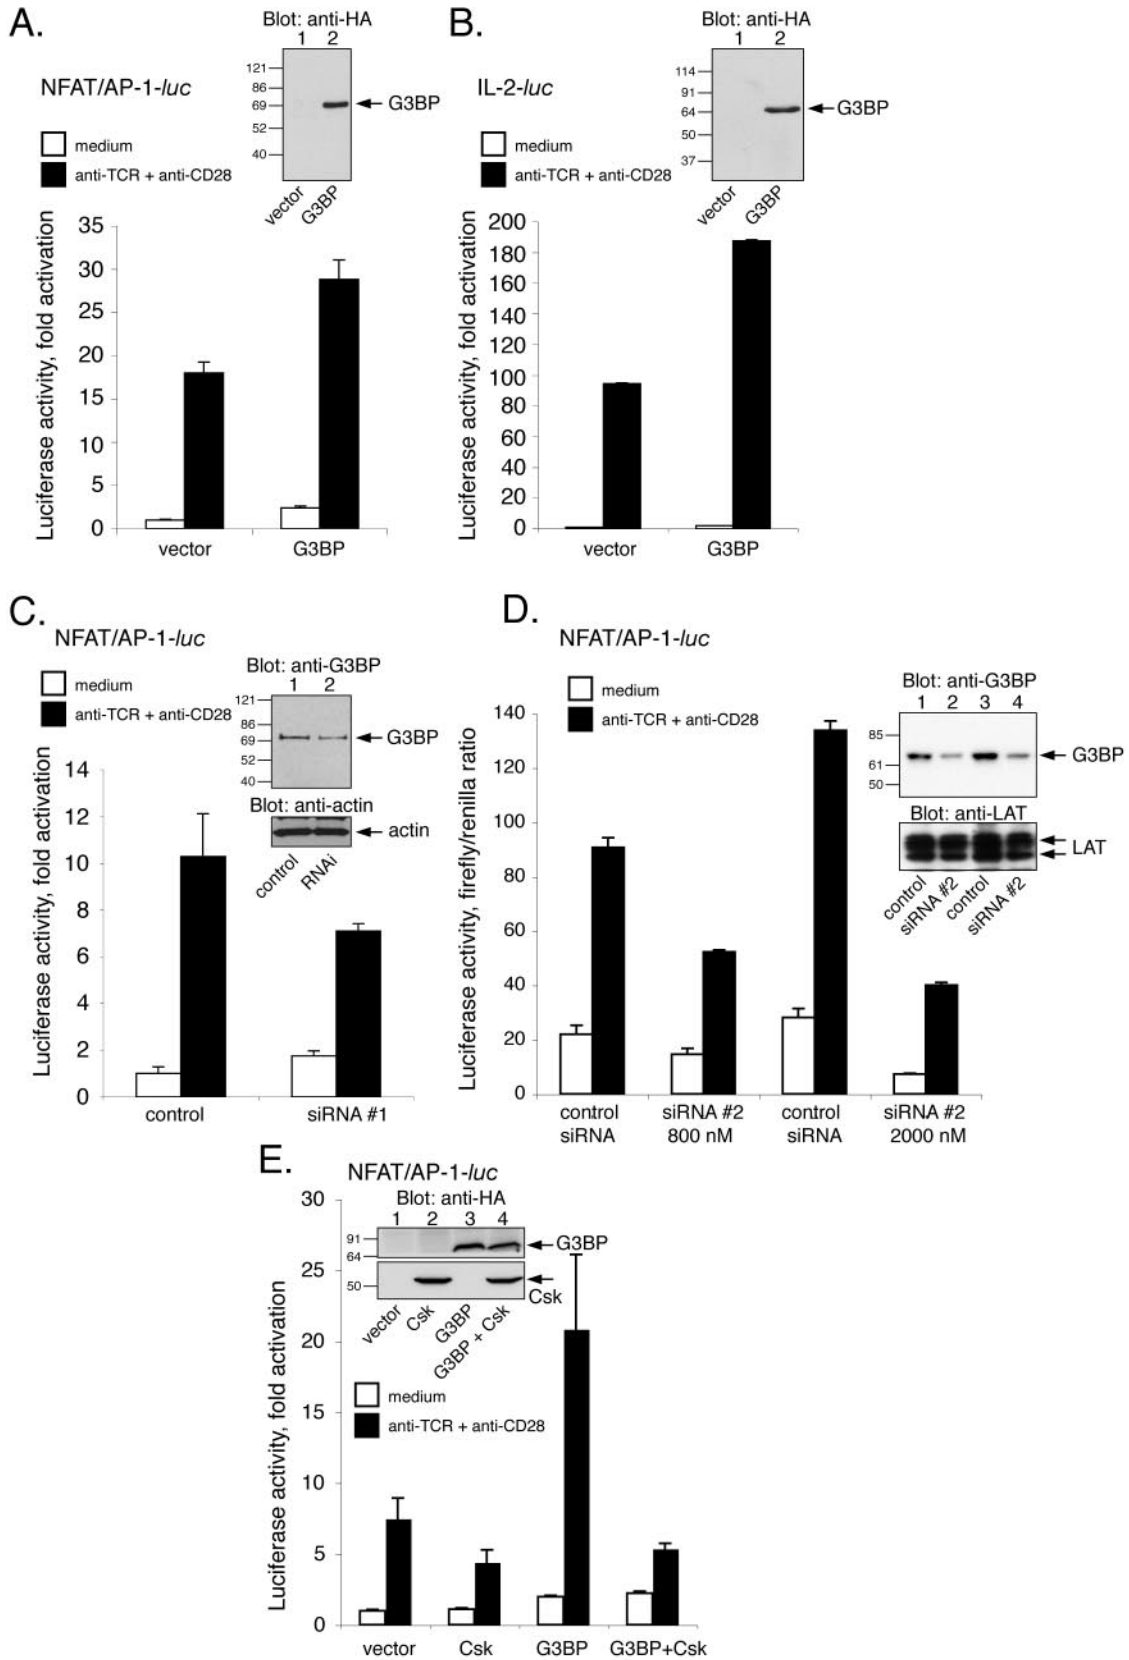 A.
NFAT/AP-1-luc
medium
anti-TCR + anti-CD28
Blot: anti-HA
1 2
121
86
69
52
40
G3BP
vector
G3BP
Luciferase activity, fold activation
35
30
25
20
15
10
5
0
vector
G3BP
B.
IL-2-luc
medium
anti-TCR + anti-CD28
Blot: anti-HA
1 2
114
91
64
50
37
G3BP
vector
G3BP
Luciferase activity, fold activation
200
180
160
140
120
100
80
60
40
20
0
vector
G3BP
C.
NFAT/AP-1-luc
medium
anti-TCR + anti-CD28
Blot: anti-G3BP
1 2
121
86
69
52
40
G3BP
Blot: anti-actin
actin
control
RNAi
Luciferase activity, fold activation
14
12
10
8
6
4
2
0
control
siRNA #1
D.
NFAT/AP-1-luc
medium
anti-TCR + anti-CD28
Blot: anti-G3BP
1 2 3 4
85
61
50
G3BP
Blot: anti-LAT
LAT
control
siRNA #2
control
siRNA #2
Luciferase activity, firefly/renilla ratio
140
120
100
80
60
40
20
0
control
siRNA
siRNA #2
800 nM
control
siRNA
siRNA #2
2000 nM
E.
NFAT/AP-1-luc
Blot: anti-HA
1 2 3 4
91
64
G3BP
50
Csk
vector
Csk
G3BP
G3BP + Csk
medium
anti-TCR + anti-CD28
Luciferase activity, fold activation
30
25
20
15
10
5
0
vector
Csk
G3BP
G3BP+Csk